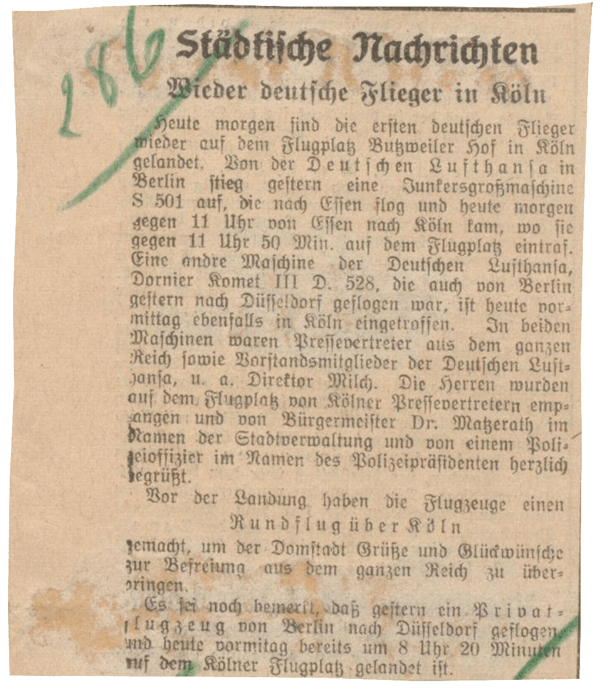 286
Städtische Nachrichten
Wieder deutsche Flieger in Köln
Heute morgen sind die ersten deutschen Flieger
wieder auf dem Flugplatz Butzweiler Hof in Köln
gelandet. Von der Deutschen Lufthansa in
Berlin stieg gestern eine Junkersgroßmaschine
S 501 auf, die nach Essen flog und heute morgen
gegen 11 Uhr von Essen nach Köln kam, wo sie
gegen 11 Uhr 50 Min. auf dem Flugplatz eintraf.
Eine andre Maschine der Deutschen Lufthansa,
Dornier Komet III D. 528, die auch von Berlin
gestern nach Düsseldorf geflogen war, ist heute vor-
mittag ebenfalls in Köln eingetroffen. In beiden
Maschinen waren Pressevertreter aus dem ganzen
Reich sowie Vorstandsmitglieder der Deutschen Luft-
hansa, u. a. Direktor Milch. Die Herren wurden
auf dem Flugplatz von Kölner Pressevertretern emp-
fangen und von Bürgermeister Dr. Matzerath im
Namen der Stadtverwaltung und von einem Poli-
zeioffizier im Namen des Polizeipräsidenten herzlich
begrüßt.
Vor der Landung haben die Flugzeuge einen
Rundflug über Köln
gemacht, um der Domstadt Grüße und Glückwünsche
zur Befreiung aus dem ganzen Reich zu über-
bringen.
Es sei noch bemerkt, daß gestern ein Privat-
flugzeug von Berlin nach Düsseldorf geflogen
und heute vormitag bereits um 8 Uhr 20 Minuten
auf dem Kölner Flugplatz gelandet ist.